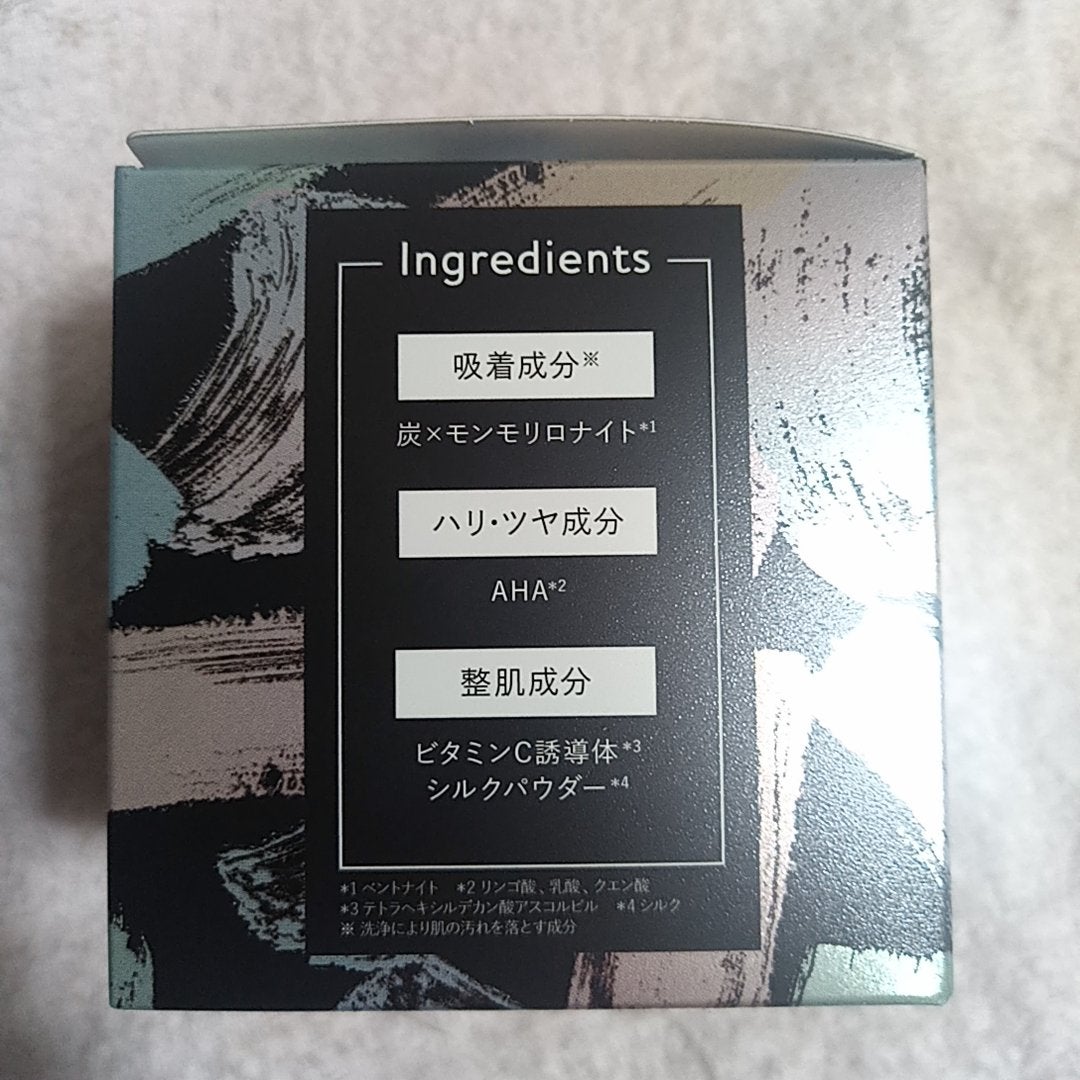 Ingredients
吸着成分※
炭×モンモリロナイト*1
ハリ・ツヤ成分
AHA*2
整肌成分
ビタミンC誘導体*3
シルクパウダー*4
*1 ベントナイト *2 リンゴ酸、乳酸、クエン酸
*3 テトラヘキシルデカン酸アスコルビル *4 シルク
※ 洗浄により肌の汚れを落とす成分